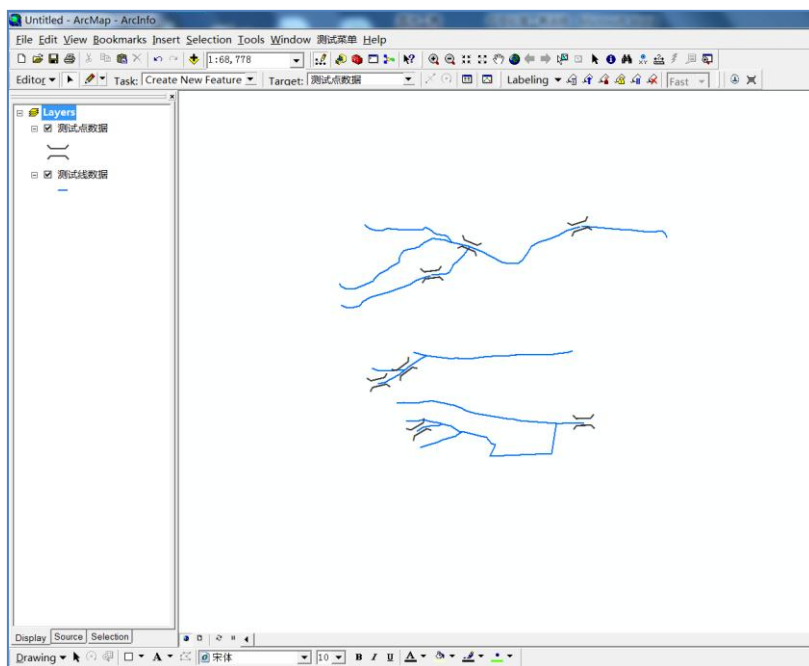 Untitled - ArcMap - ArcInfo
File Edit View Bookmarks Insert Selection Tools Window 测试菜单 Help
1:68,778
Editor Task: Create New Feature Target: 测试点数据 Labeling Fast
Layers
测试点数据
测试线数据
Display Source Selection
Drawing A 宋体 10 B I U A